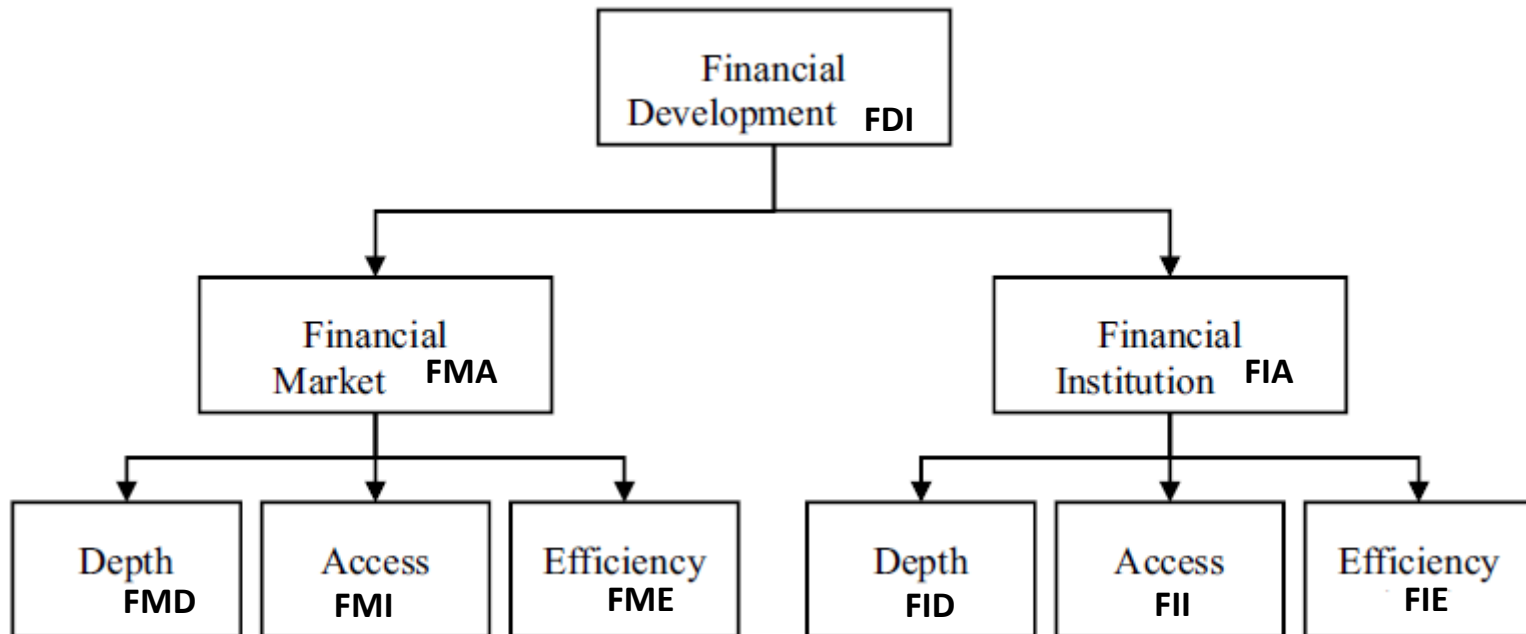 Financial
Development FDI
Financial
Market FMA
Financial
Institution FIA
Depth
FMD
Access
FMI
Efficiency
FME
Depth
FID
Access
FII
Efficiency
FIE